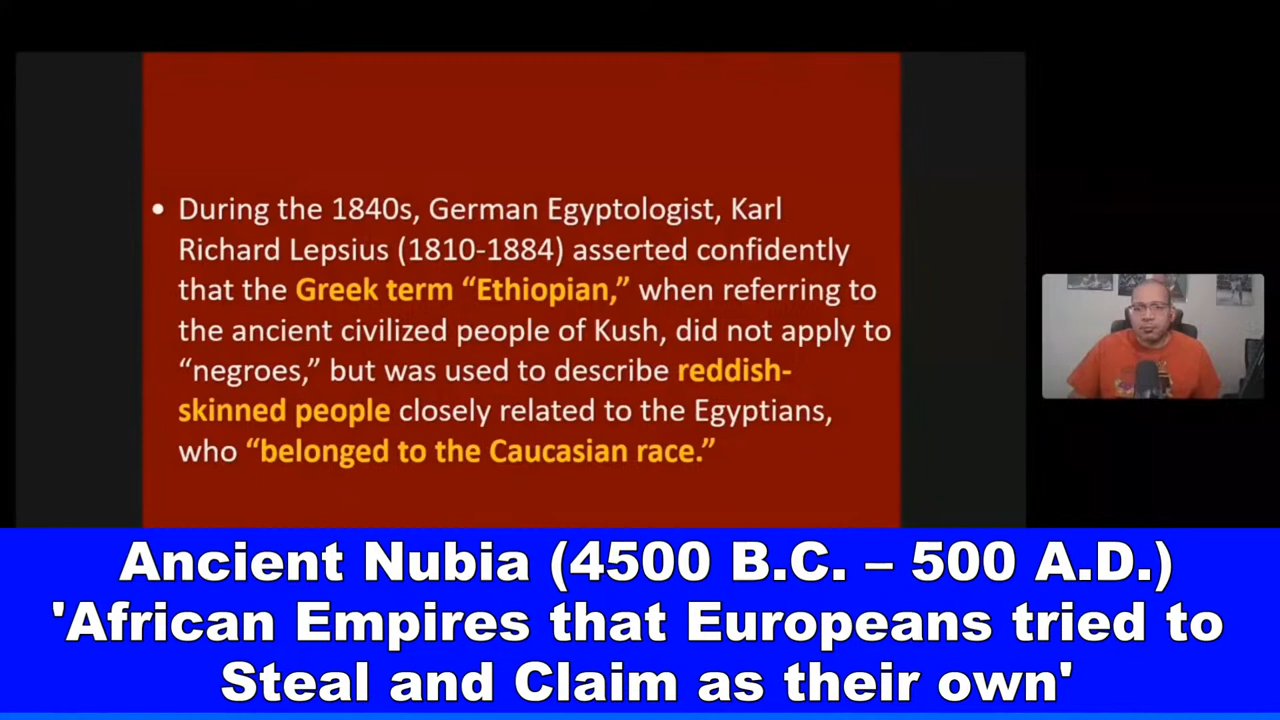 • During the 1840s, German Egyptologist, Karl
Richard Lepsius (1810-1884) asserted confidently
that the Greek term “Ethiopian,” when referring to
the ancient civilized people of Kush, did not apply to
“negroes,” but was used to describe reddish-
skinned people closely related to the Egyptians,
who “belonged to the Caucasian race.”
Ancient Nubia (4500 B.C. – 500 A.D.)
'African Empires that Europeans tried to
Steal and Claim as their own'